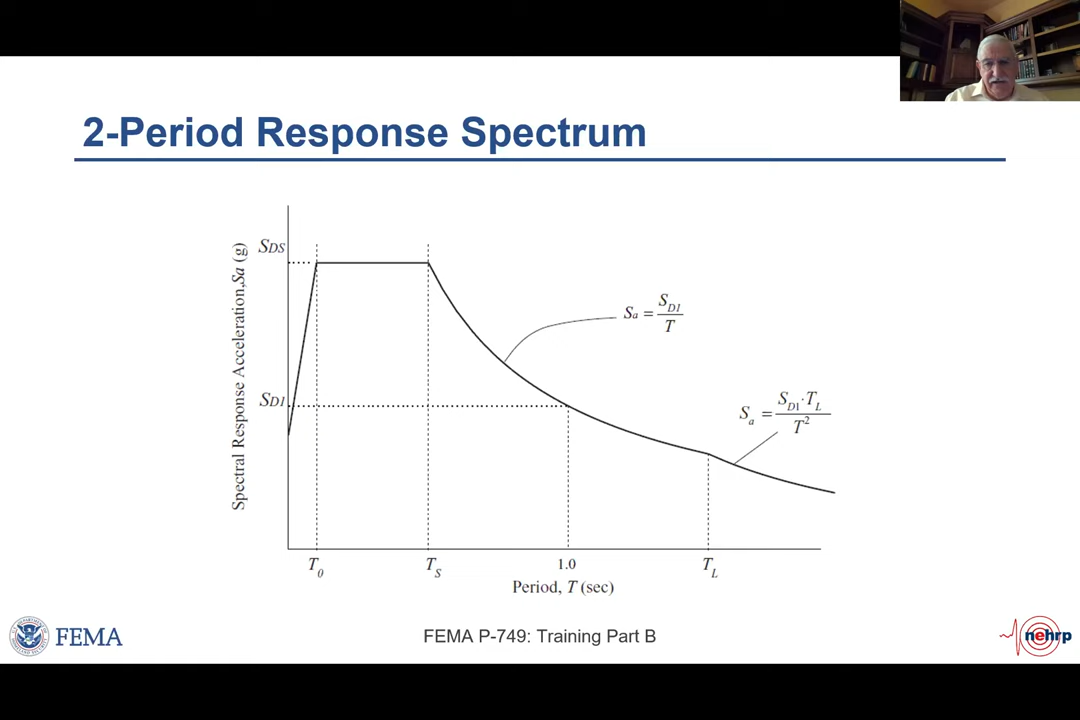 2-Period Response Spectrum
Spectral Response Acceleration, Sa (g)
SDS
SD1
Sa = SD1 / T
Sa = SD1·TL / T²
T0
TS
1.0
TL
Period, T (sec)
FEMA
FEMA P-749: Training Part B
nehrp